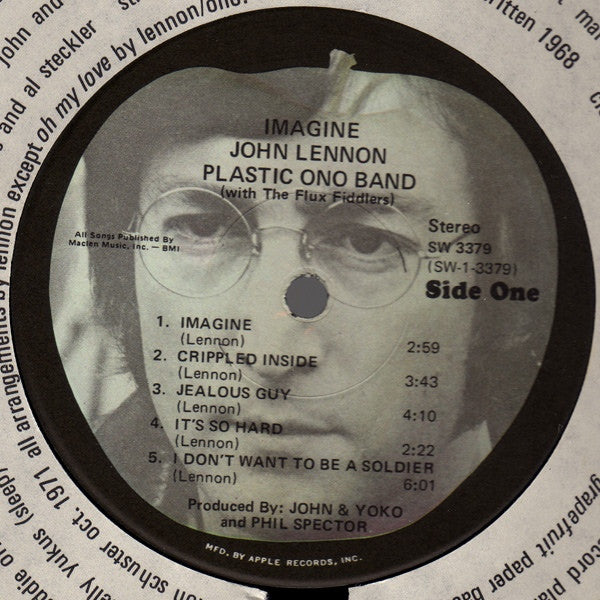 IMAGINE
JOHN LENNON
PLASTIC ONO BAND
(with The Flux Fiddlers)
All Songs Published By
Maclen Music, Inc. — BMI
Stereo
SW 3379
(SW-1-3379)
Side One
1. IMAGINE
(Lennon) 2:59
2. CRIPPLED INSIDE
(Lennon) 3:43
3. JEALOUS GUY
(Lennon) 4:10
4. IT'S SO HARD
(Lennon) 2:22
5. I DON'T WANT TO BE A SOLDIER
(Lennon) 6:01
Produced By: JOHN & YOKO
and PHIL SPECTOR
MFD. BY APPLE RECORDS, INC.
john and
s and al steckler
all arrangements by lennon except oh my love by lennon/ono.
written 1968
schuster oct. 1971
yukus (sleep)
grapefruit paper